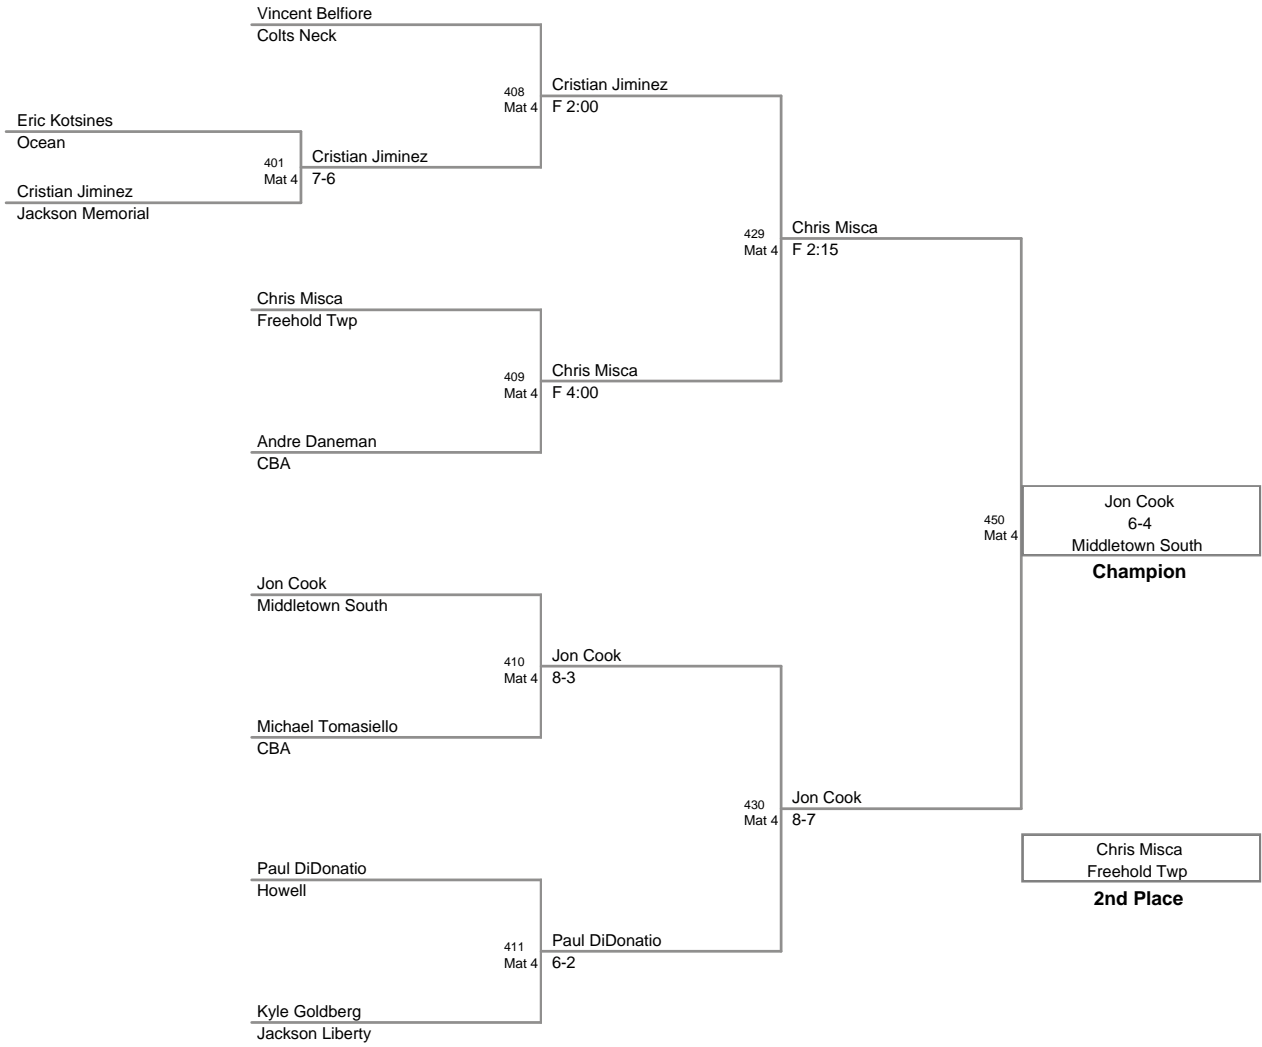 Vincent Belfiore
Colts Neck
408
Mat 4
Cristian Jiminez
F 2:00
Eric Kotsines
Ocean
401
Mat 4
Cristian Jiminez
7-6
Cristian Jiminez
Jackson Memorial
429
Mat 4
Chris Misca
F 2:15
Chris Misca
Freehold Twp
409
Mat 4
Chris Misca
F 4:00
Andre Daneman
CBA
450
Mat 4
Jon Cook
6-4
Middletown South
Champion
Jon Cook
Middletown South
410
Mat 4
Jon Cook
8-3
Michael Tomasiello
CBA
430
Mat 4
Jon Cook
8-7
Chris Misca
Freehold Twp
2nd Place
Paul DiDonatio
Howell
411
Mat 4
Paul DiDonatio
6-2
Kyle Goldberg
Jackson Liberty